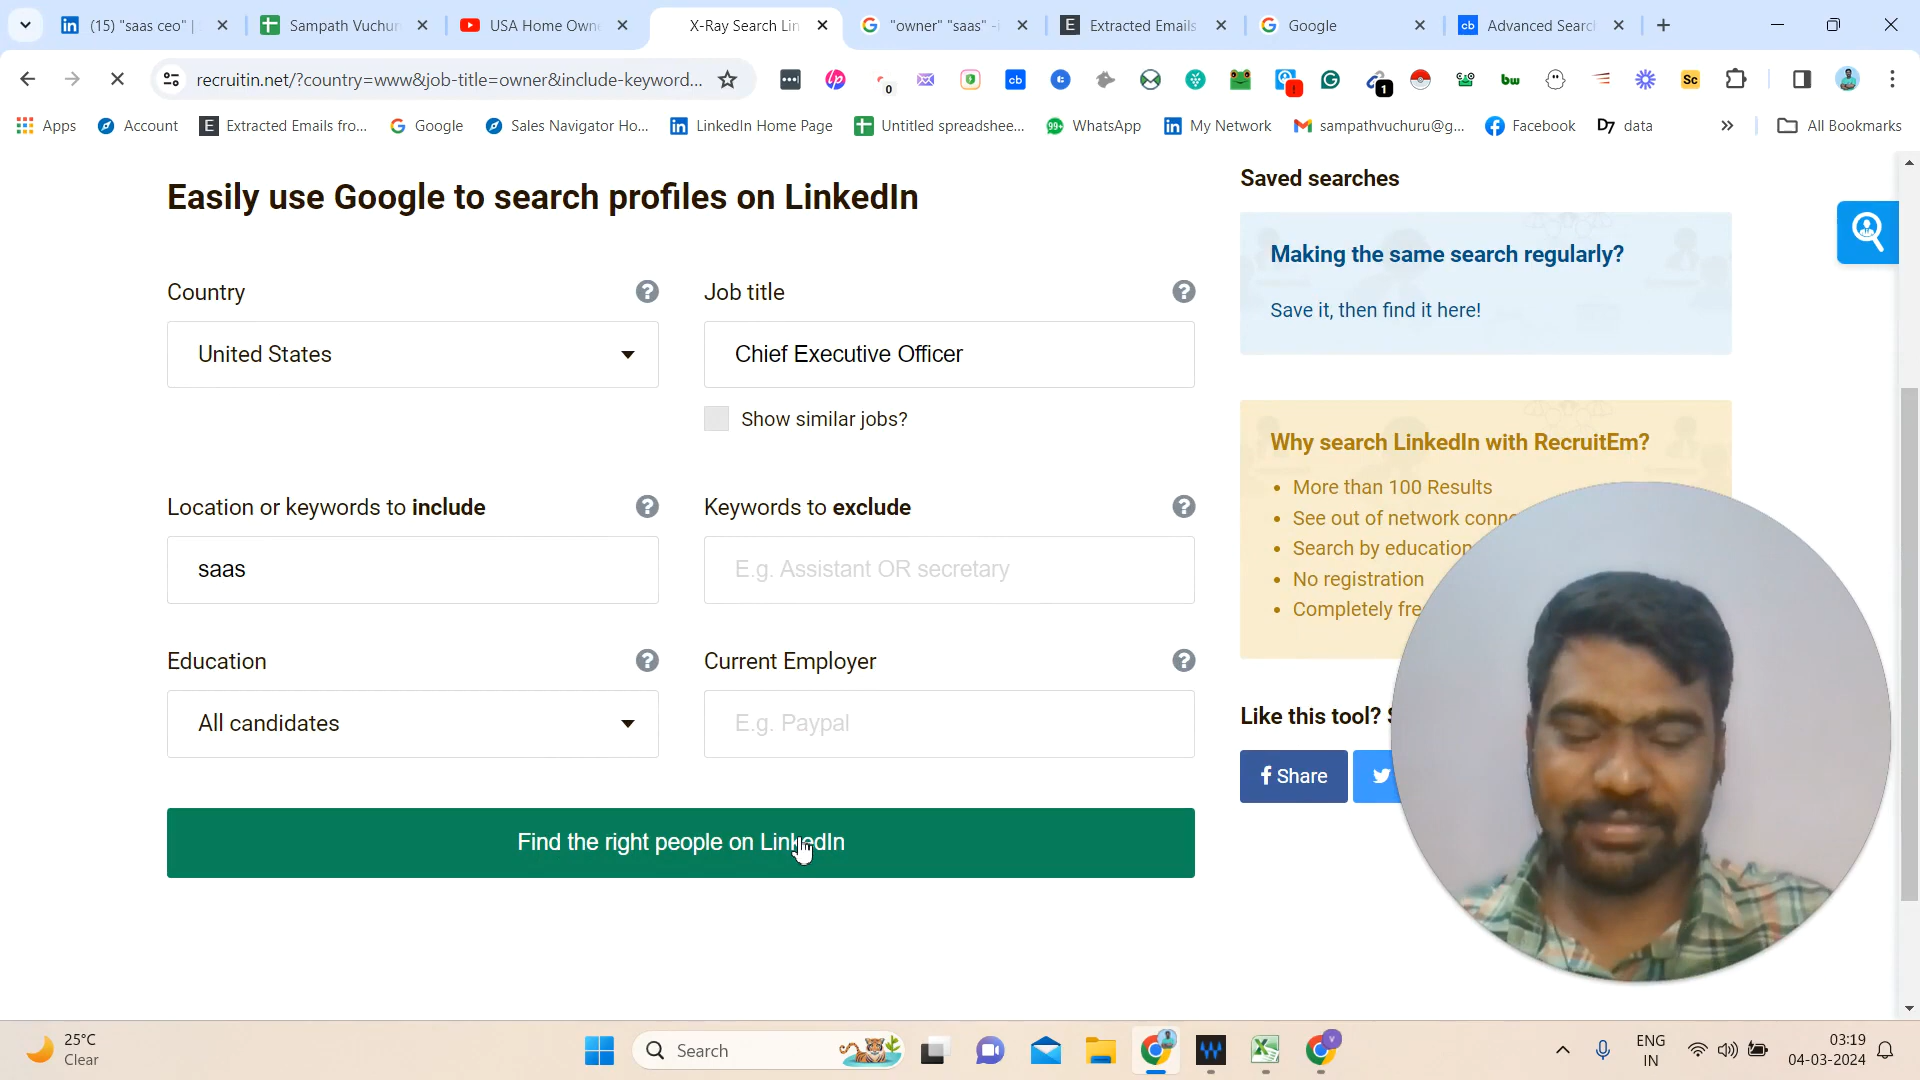 (15) "saas ceo" |
Sampath Vuchur
USA Home Own
X-Ray Search Lin
"owner" "saas" -i
Extracted Emails
Google
cb Advanced Searc
recruitin.net/?country=www&job-title=owner&include-keyword...
Apps
Account
Extracted Emails fro...
Google
Sales Navigator Ho...
LinkedIn Home Page
Untitled spreadshee...
WhatsApp
My Network
sampathvuchuru@g...
Facebook
data
All Bookmarks
Easily use Google to search profiles on LinkedIn
Country
United States
Job title
Chief Executive Officer
Show similar jobs?
Location or keywords to include
saas
Keywords to exclude
E.g. Assistant OR secretary
Education
All candidates
Current Employer
E.g. Paypal
Find the right people on LinkedIn
Saved searches
Making the same search regularly?
Save it, then find it here!
Why search LinkedIn with RecruitEm?
More than 100 Results
See out of network conn
Search by education
No registration
Completely fre
Like this tool? S
Share
25°C
Clear
Search
ENG
IN
03:19
04-03-2024